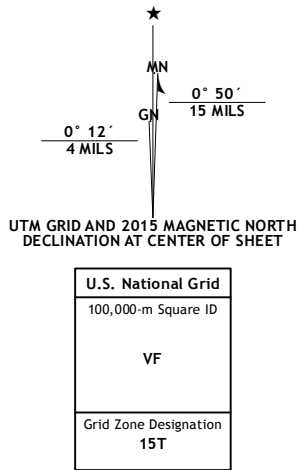 ★
MN
0° 50´
15 MILS
GN
0° 12´
4 MILS
UTM GRID AND 2015 MAGNETIC NORTH
DECLINATION AT CENTER OF SHEET
U.S. National Grid
100,000-m Square ID
VF
Grid Zone Designation
15T